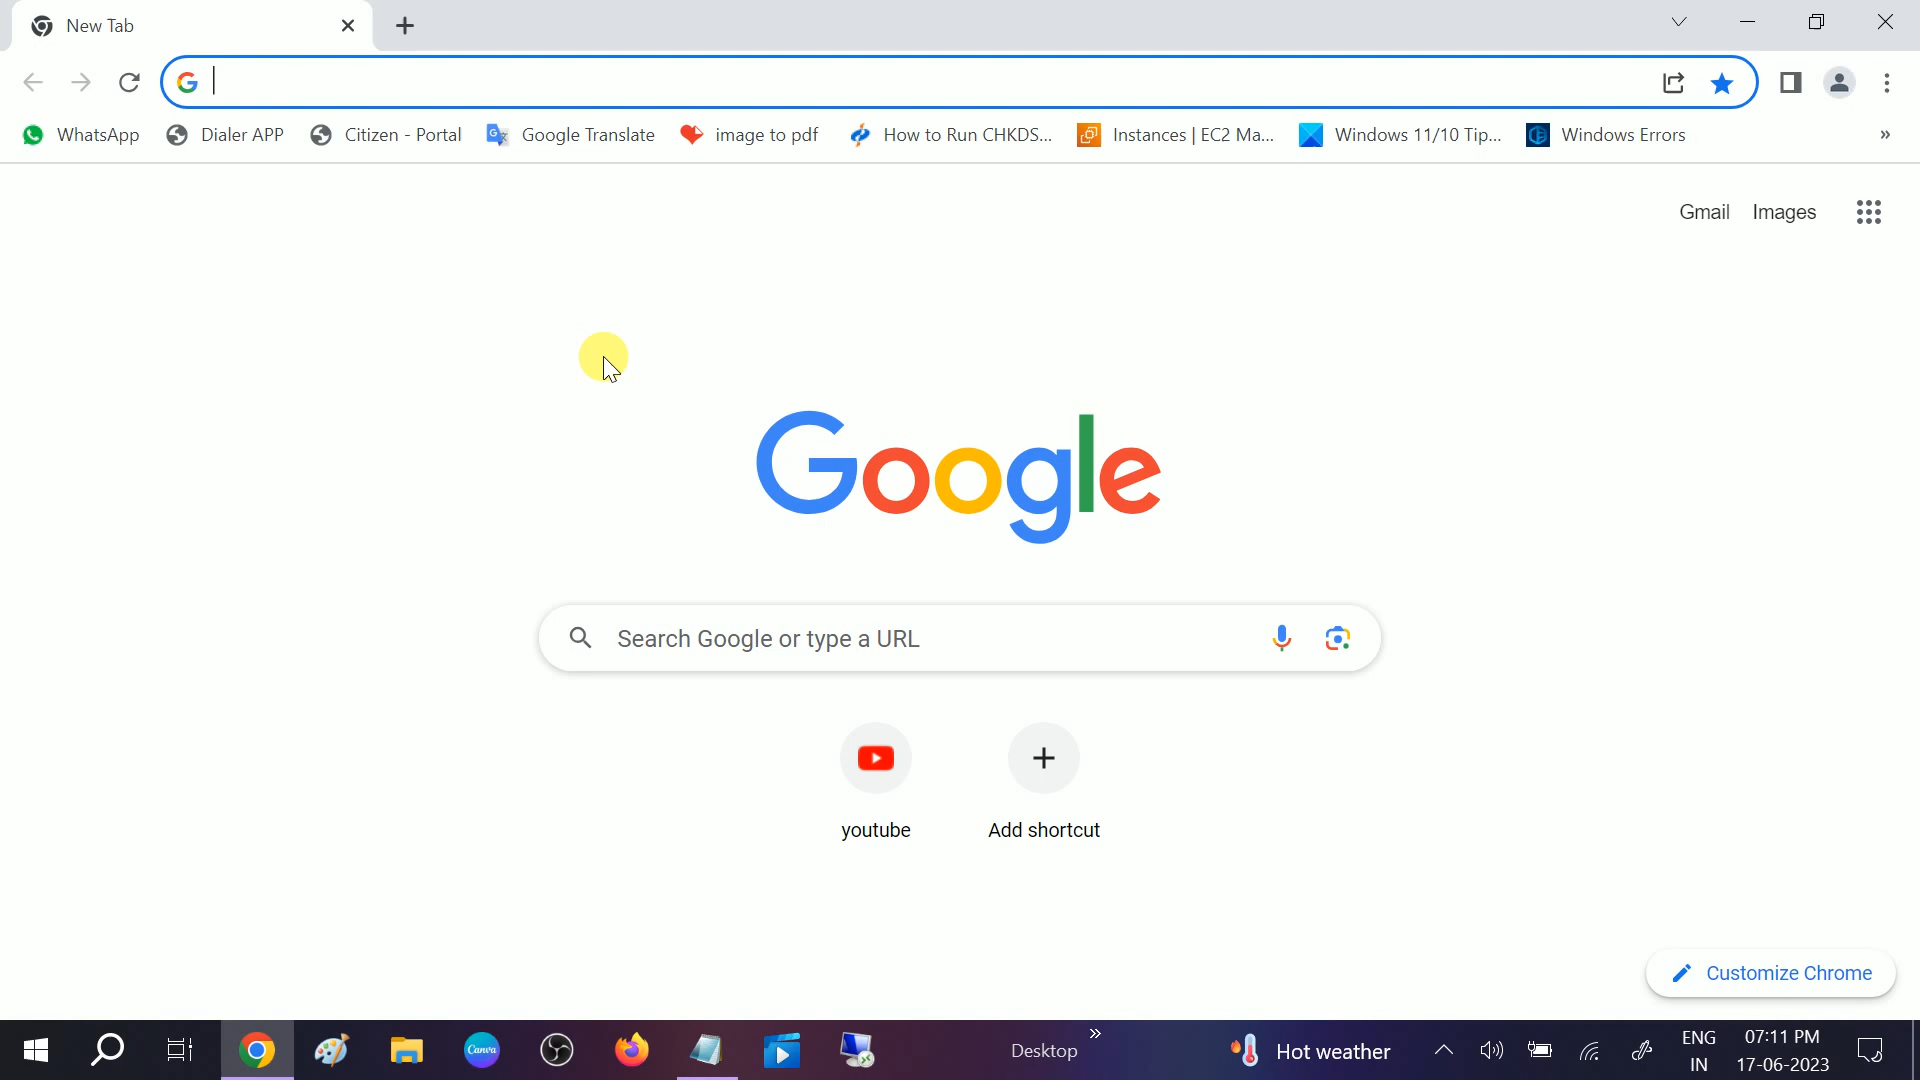 New Tab
WhatsApp Dialer APP Citizen - Portal Google Translate image to pdf How to Run CHKDS... Instances | EC2 Ma... Windows 11/10 Tip... Windows Errors »
Gmail Images
Google
Search Google or type a URL
youtube Add shortcut
Customize Chrome
Canva Desktop » Hot weather ENG 07:11 PM
IN 17-06-2023